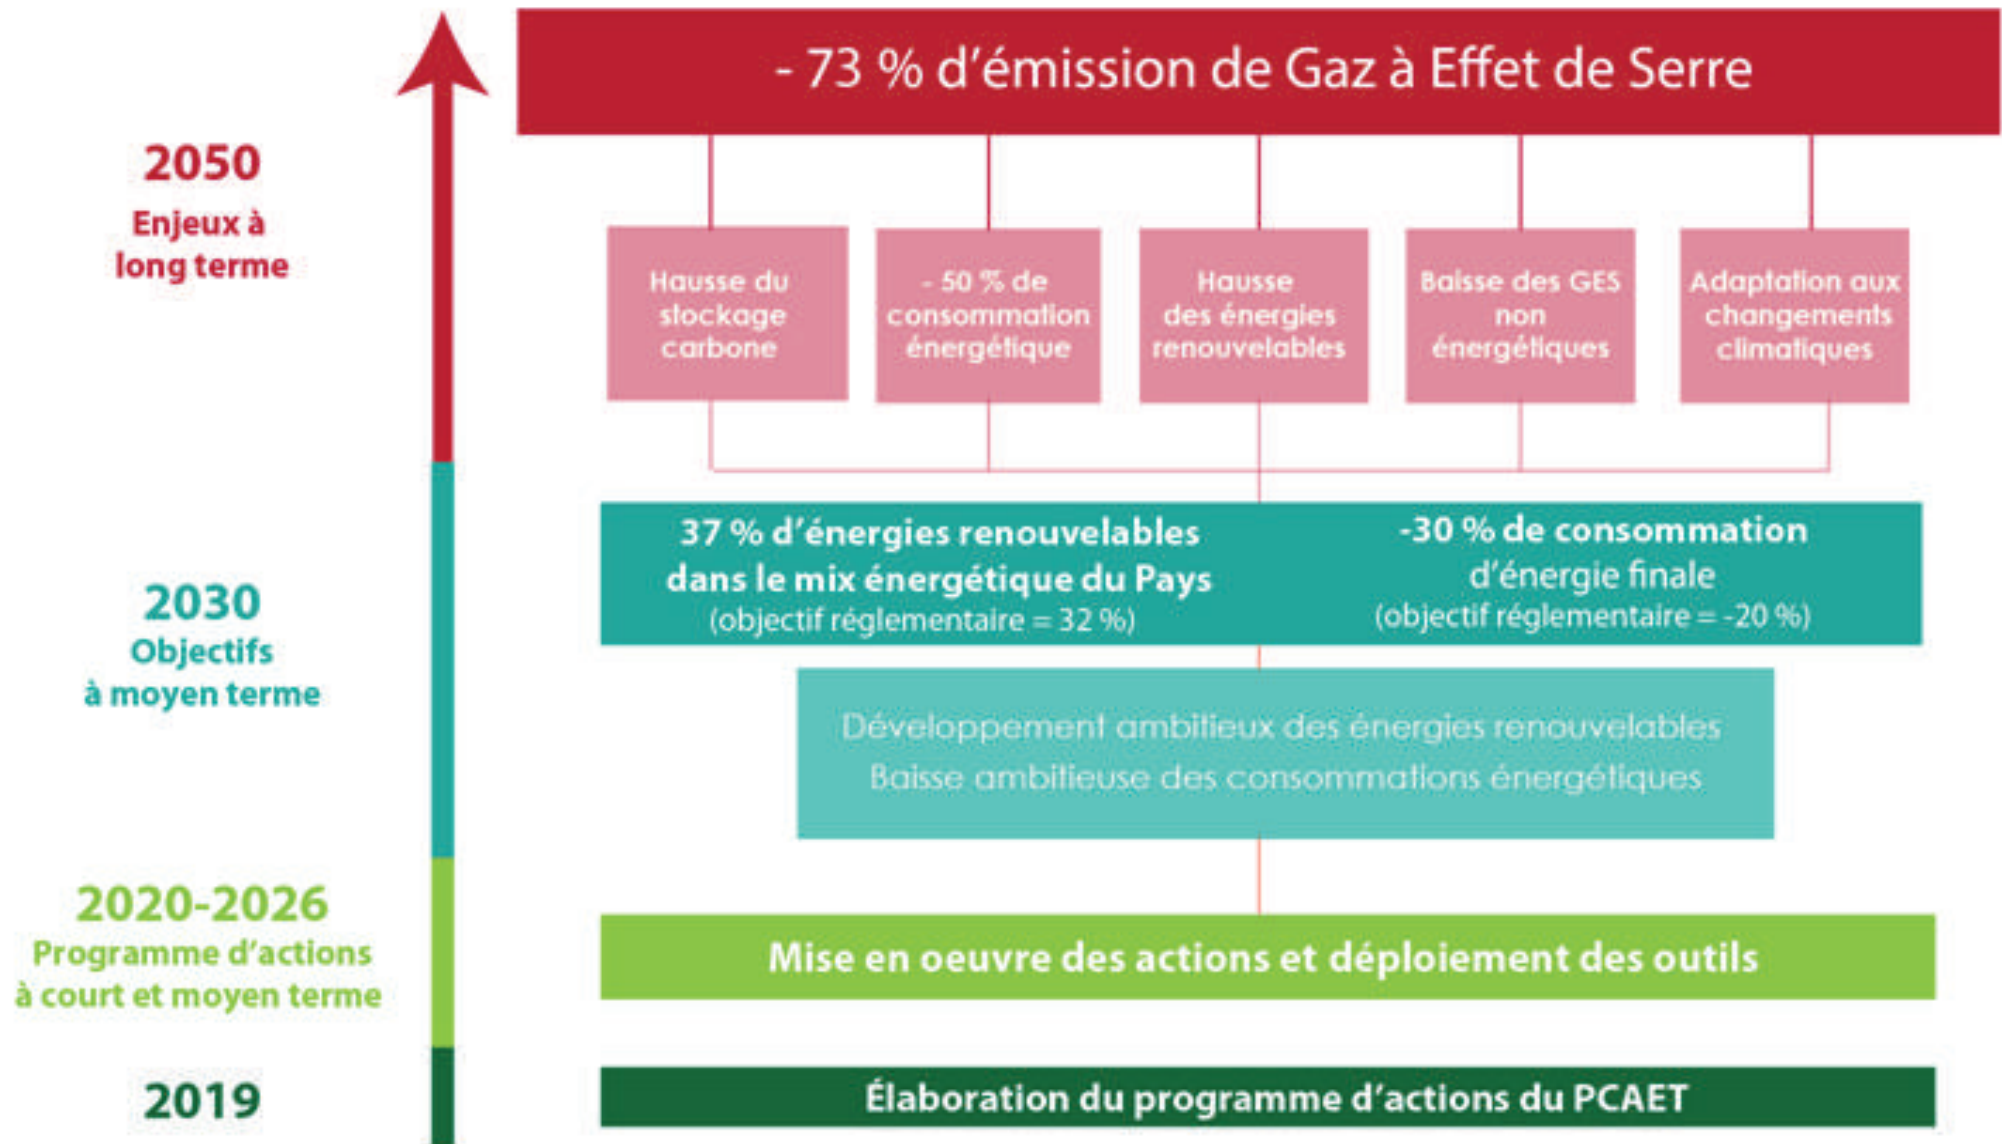 - 73 % d'émission de Gaz à Effet de Serre
2050
Enjeux à
long terme
Hausse du
stockage
carbone
- 50 % de
consommation
énergétique
Hausse
des énergies
renouvelables
Baisse des GES
non
énergétiques
Adaptation aux
changements
climatiques
2030
Objectifs
à moyen terme
37 % d'énergies renouvelables
dans le mix énergétique du Pays
(objectif réglementaire = 32 %)
-30 % de consommation
d'énergie finale
(objectif réglementaire = -20 %)
Développement ambitieux des énergies renouvelables
Baisse ambitieuse des consommations énergétiques
2020-2026
Programme d'actions
à court et moyen terme
Mise en oeuvre des actions et déploiement des outils
2019
Élaboration du programme d'actions du PCAET